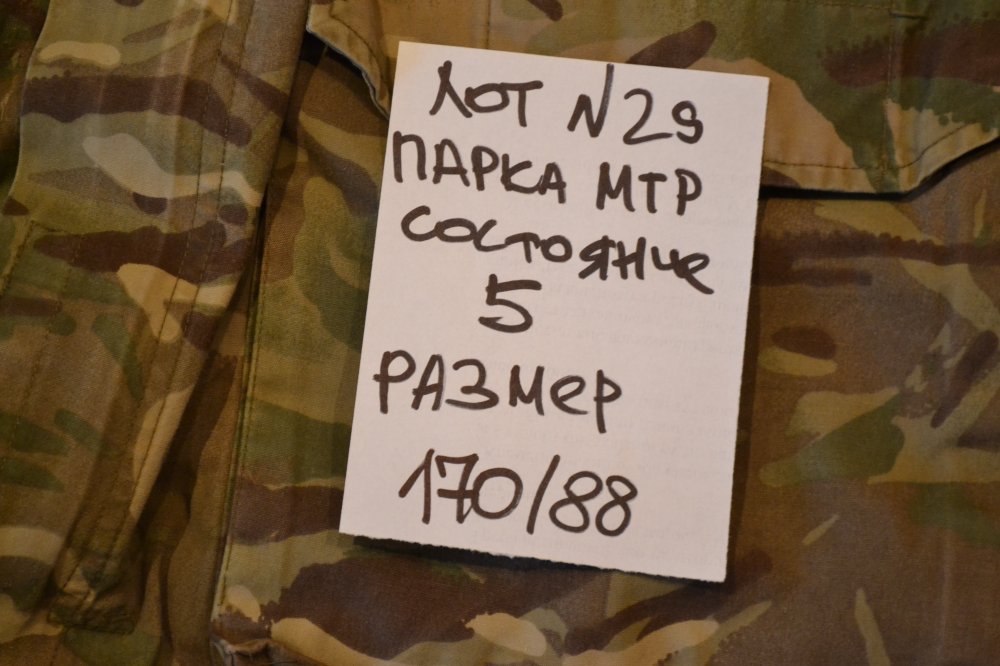 ЛОТ N29
ПАРКА МТР
СОСТОЯНИЕ
5
РАЗМЕР
170/88